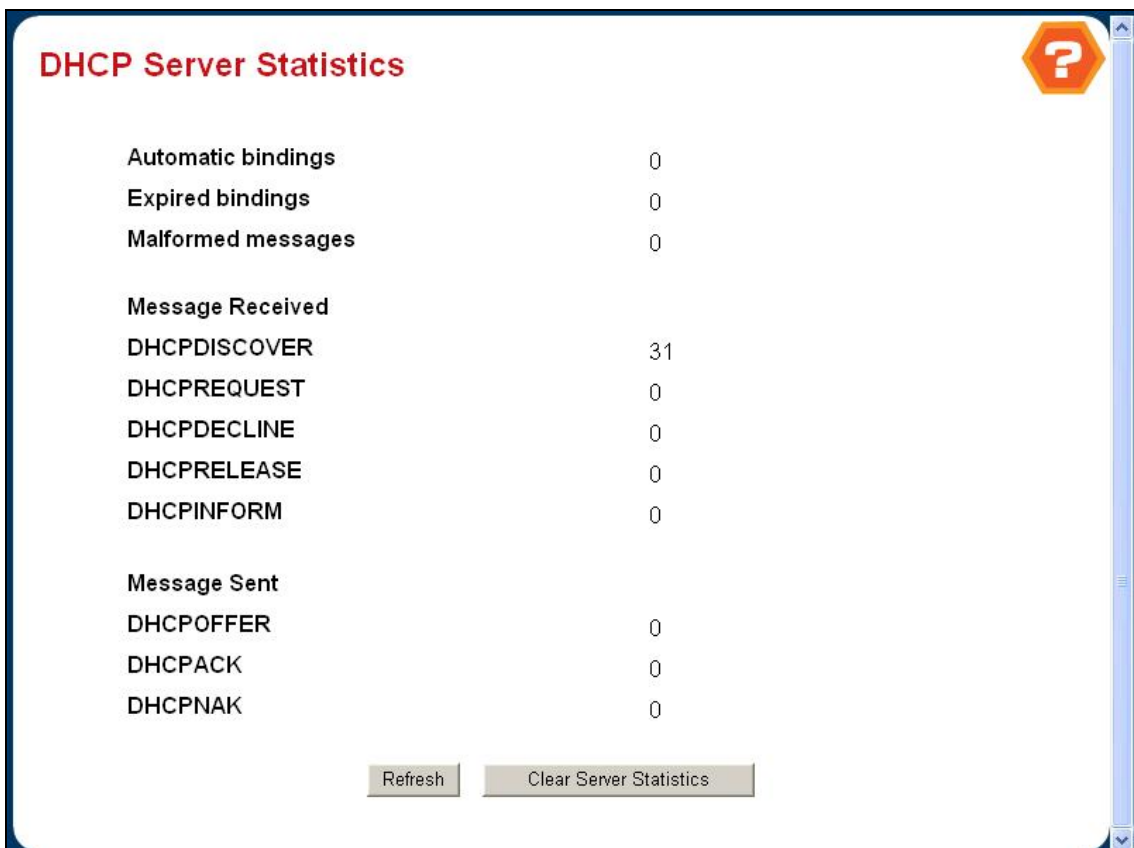 DHCP Server Statistics
?
Automatic bindings 0
Expired bindings 0
Malformed messages 0
Message Received
DHCPDISCOVER 31
DHCPREQUEST 0
DHCPDECLINE 0
DHCPRELEASE 0
DHCPINFORM 0
Message Sent
DHCPOFFER 0
DHCPACK 0
DHCPNAK 0
Refresh Clear Server Statistics